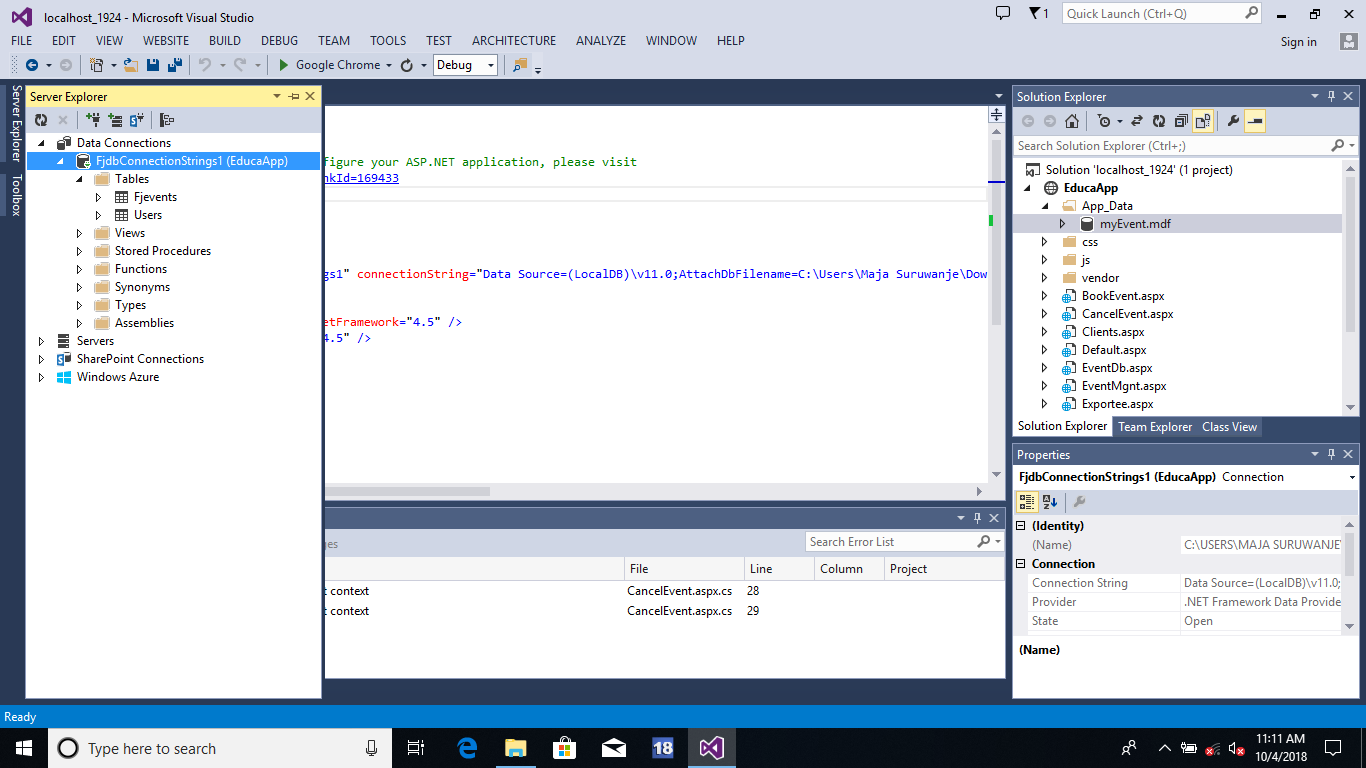 localhost_1924 - Microsoft Visual Studio
1
Quick Launch (Ctrl+Q)
FILE EDIT VIEW WEBSITE BUILD DEBUG TEAM TOOLS TEST ARCHITECTURE ANALYZE WINDOW HELP
Sign in
Google Chrome
Debug
Server Explorer
Toolbox
Server Explorer
Data Connections
FjdbConnectionStrings1 (EducaApp)
Tables
Fjevents
Users
Views
Stored Procedures
Functions
Synonyms
Types
Assemblies
Servers
SharePoint Connections
Windows Azure
figure your ASP.NET application, please visit
nkId=169433
gs1" connectionString="Data Source=(LocalDB)\v11.0;AttachDbFilename=C:\Users\Maja Suruwanje\Dow
etFramework="4.5" />
4.5" />
ges
Search Error List
File Line Column Project
t context CancelEvent.aspx.cs 28
t context CancelEvent.aspx.cs 29
Solution Explorer
Search Solution Explorer (Ctrl+;)
Solution 'localhost_1924' (1 project)
EducaApp
App_Data
myEvent.mdf
css
js
vendor
BookEvent.aspx
CancelEvent.aspx
Clients.aspx
Default.aspx
EventDb.aspx
EventMgnt.aspx
Exportee.aspx
Solution Explorer Team Explorer Class View
Properties
FjdbConnectionStrings1 (EducaApp) Connection
(Identity)
(Name) C:\USERS\MAJA SURUWANJE\
Connection
Connection String Data Source=(LocalDB)\v11.0;
Provider .NET Framework Data Provide
State Open
(Name)
Ready
Type here to search
18
11:11 AM
10/4/2018